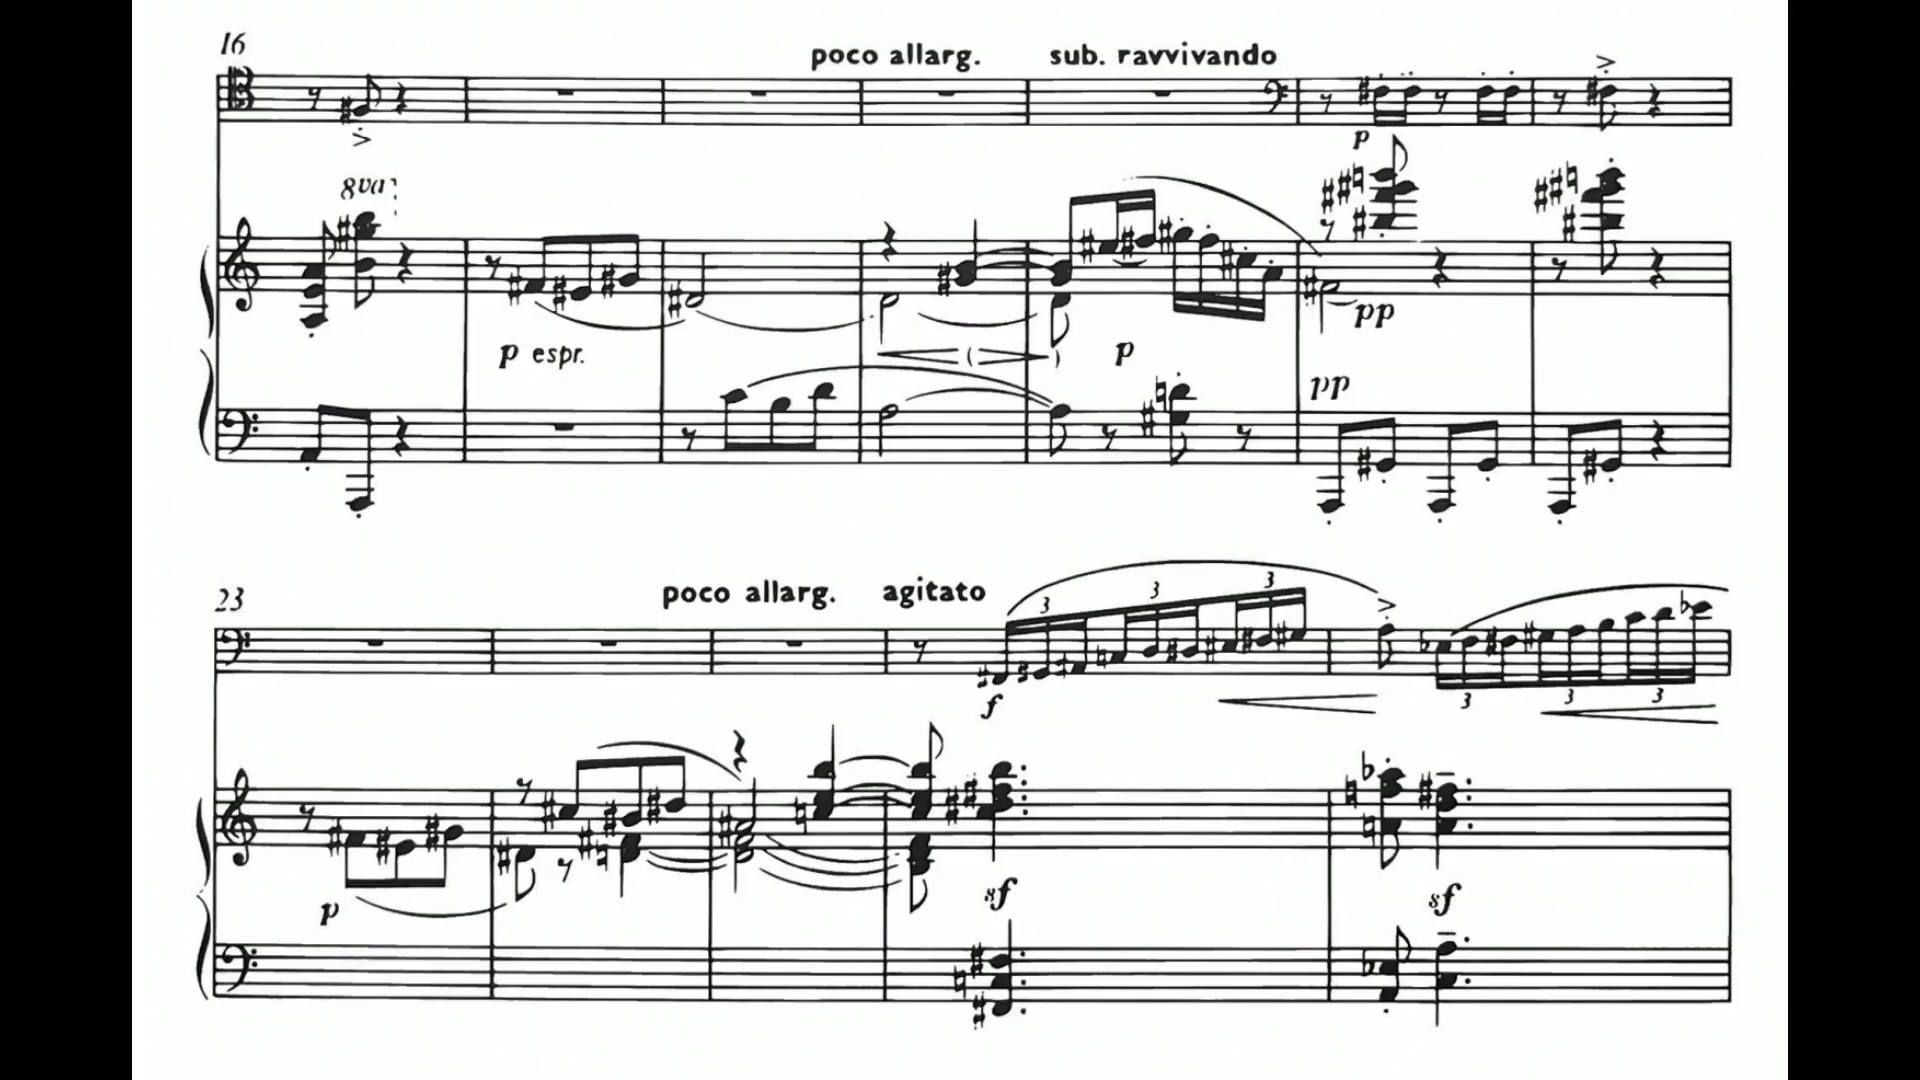 16
poco allarg. sub. ravvivando
p
8va
p espr.
( )
p
pp
pp
23
poco allarg. agitato
3 3 3
f
3 3 3
p
sf sf